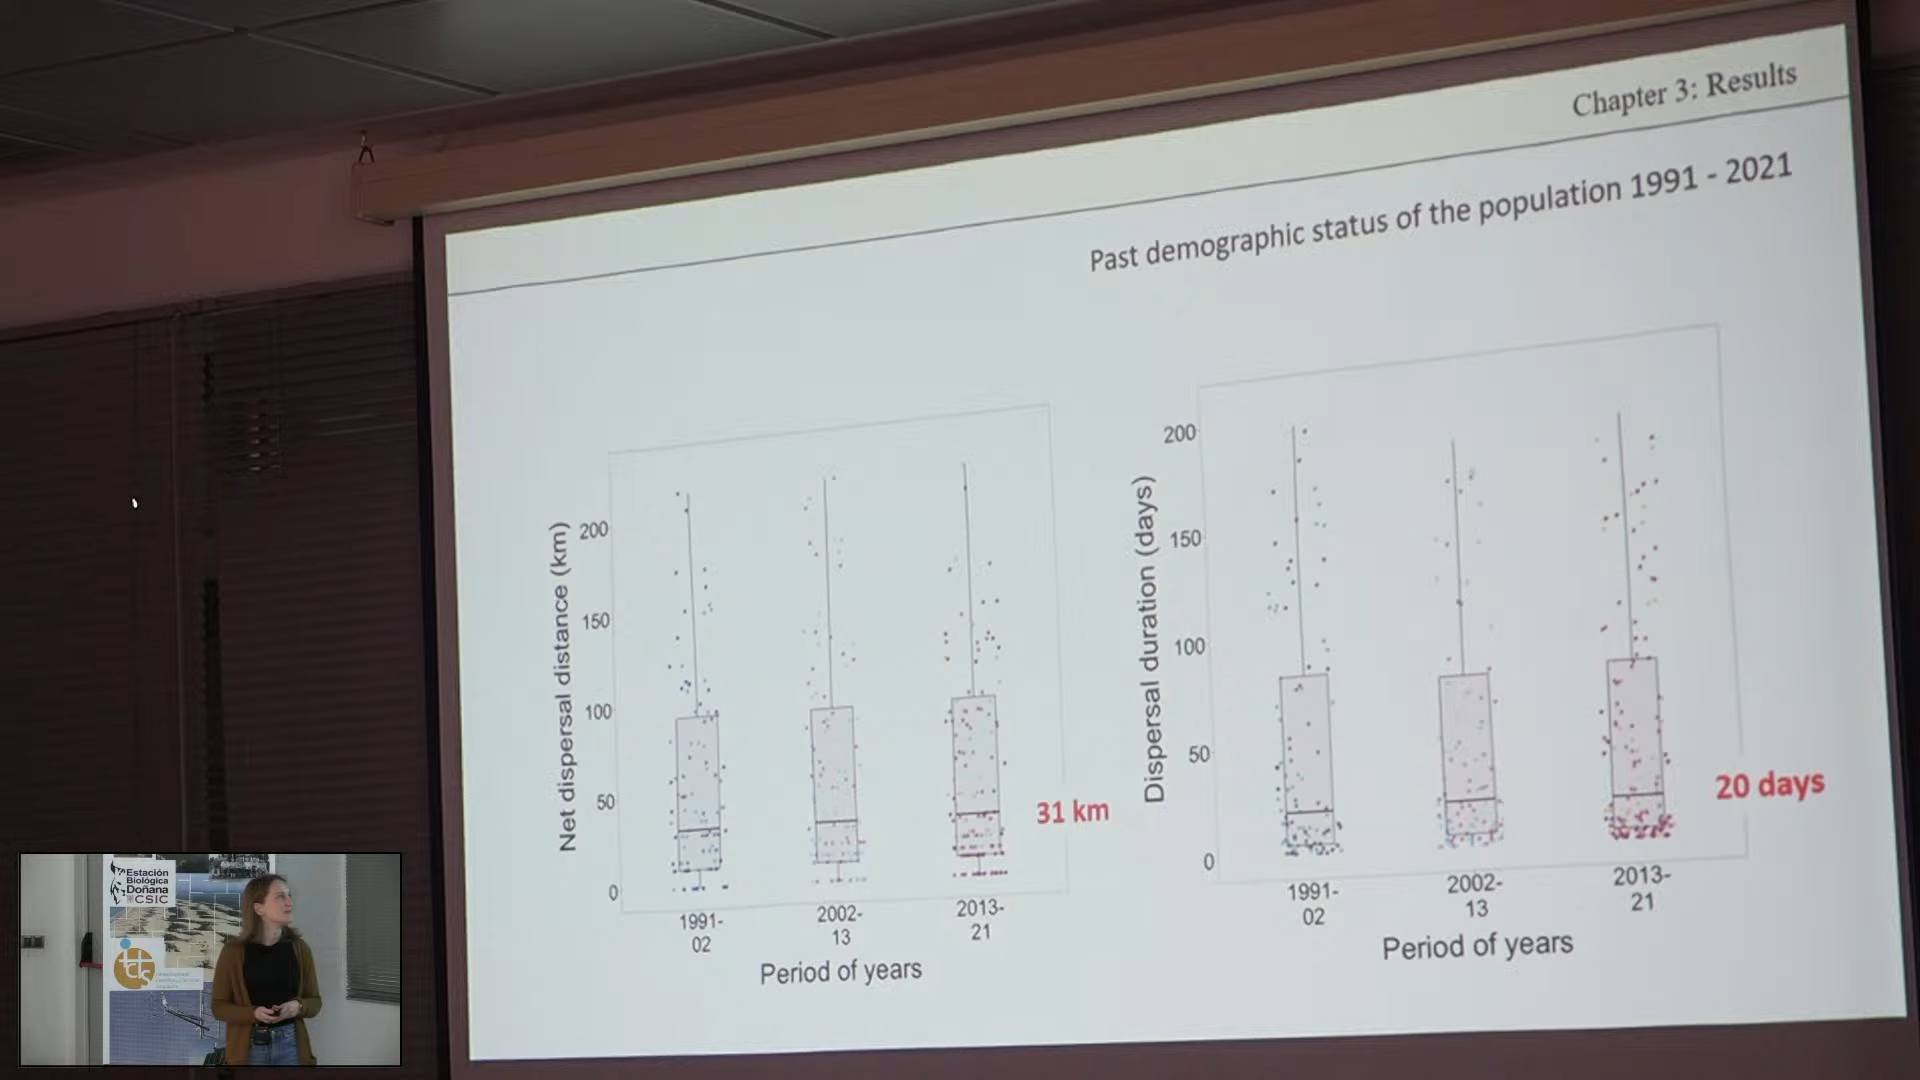 Chapter 3: Results
Past demographic status of the population 1991 - 2021
Net dispersal distance (km)
200
150
100
50
0
1991-
02
2002-
13
2013-
21
Period of years
31 km
Dispersal duration (days)
200
150
100
50
0
1991-
02
2002-
13
2013-
21
Period of years
20 days
Estación
Biológica
Doñana
CSIC